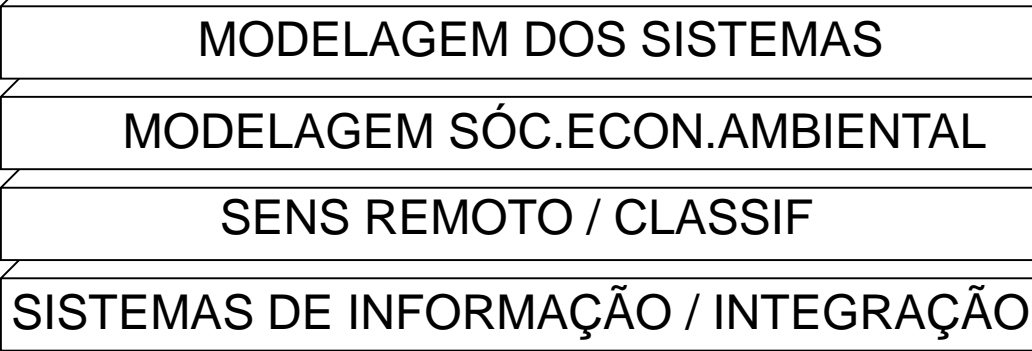 MODELAGEM DOS SISTEMAS
MODELAGEM SÓC.ECON.AMBIENTAL
SENS REMOTO / CLASSIF
SISTEMAS DE INFORMAÇÃO / INTEGRAÇÃO